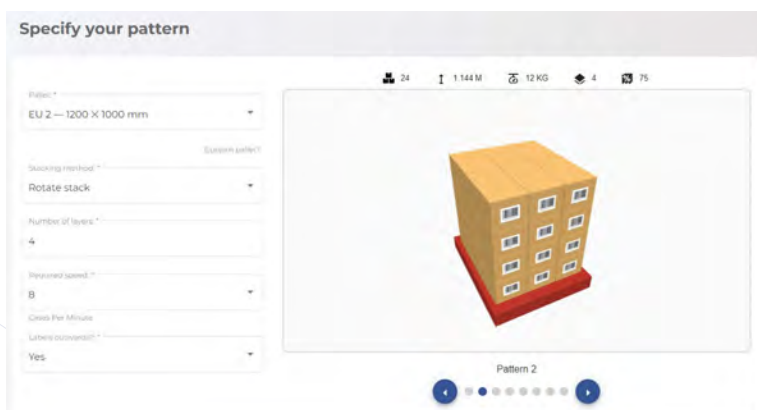 Specify your pattern
24 1.144 M 12 KG 4 75
Pallet *
EU 2 — 1200 X 1000 mm
Custom pallet?
Stacking method *
Rotate stack
Number of layers *
4
Required speed *
8
Cases Per Minute
Labels outwards? *
Yes
Pattern 2